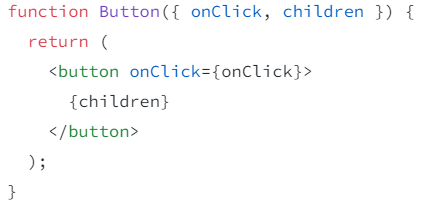 function Button({ onClick, children }) {
  return (
    <button onClick={onClick}>
      {children}
    </button>
  );
}